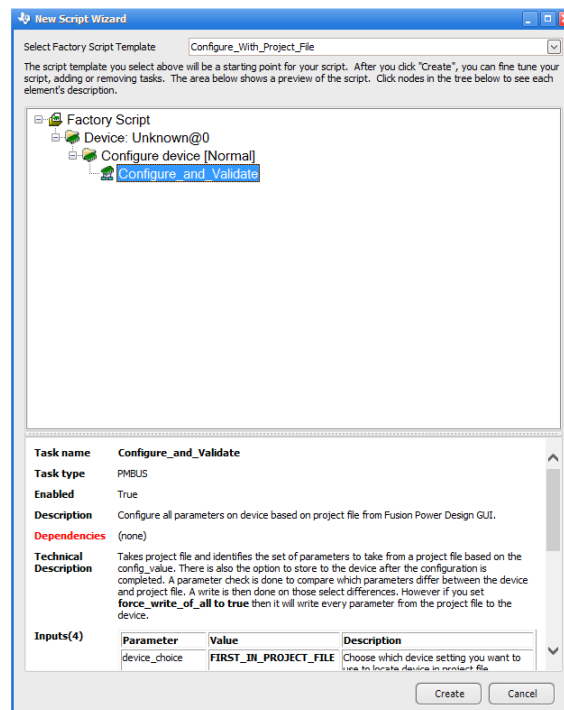 New Script Wizard
Select Factory Script Template
Configure_With_Project_File
The script template you select above will be a starting point for your script. After you click "Create", you can fine tune your
script, adding or removing tasks. The area below shows a preview of the script. Click nodes in the tree below to see each
element's description.
Factory Script
Device: Unknown@0
Configure device [Normal]
Configure_and_Validate
Task name Configure_and_Validate
Task type PMBUS
Enabled True
Description Configure all parameters on device based on project file from Fusion Power Design GUI.
Dependencies (none)
Technical Takes project file and identifies the set of parameters to take from a project file based on the
Description config_value. There is also the option to store to the device after the configuration is
completed. A parameter check is done to compare which parameters differ between the device
and project file. A write is then done on those select differences. However if you set
force_write_of_all to true then it will write every parameter from the project file to the
device.
Inputs(4) Parameter Value Description
device_choice FIRST_IN_PROJECT_FILE Choose which device setting you want to
use to locate device in project file
Create Cancel